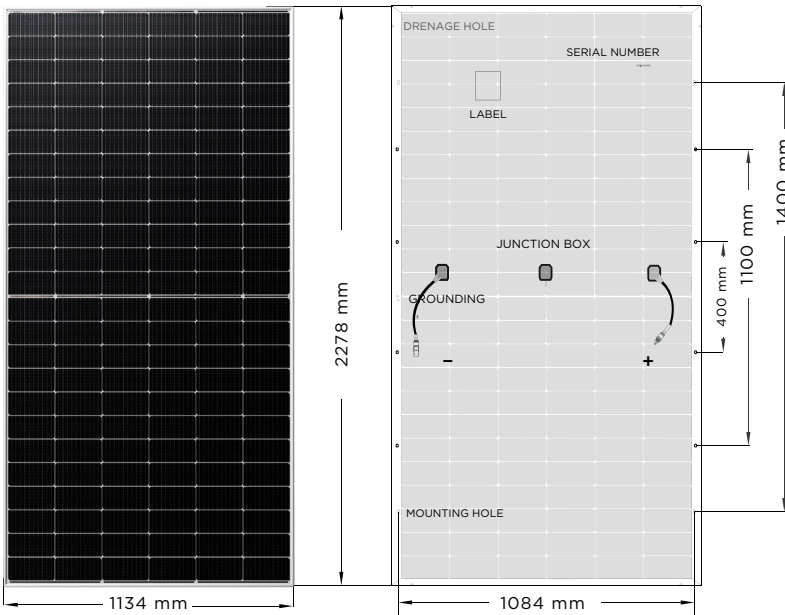 DRENAGE HOLE
SERIAL NUMBER
LABEL
JUNCTION BOX
GROUNDING
-
+
MOUNTING HOLE
2278 mm
400 mm
1100 mm
1400 mm
1134 mm
1084 mm